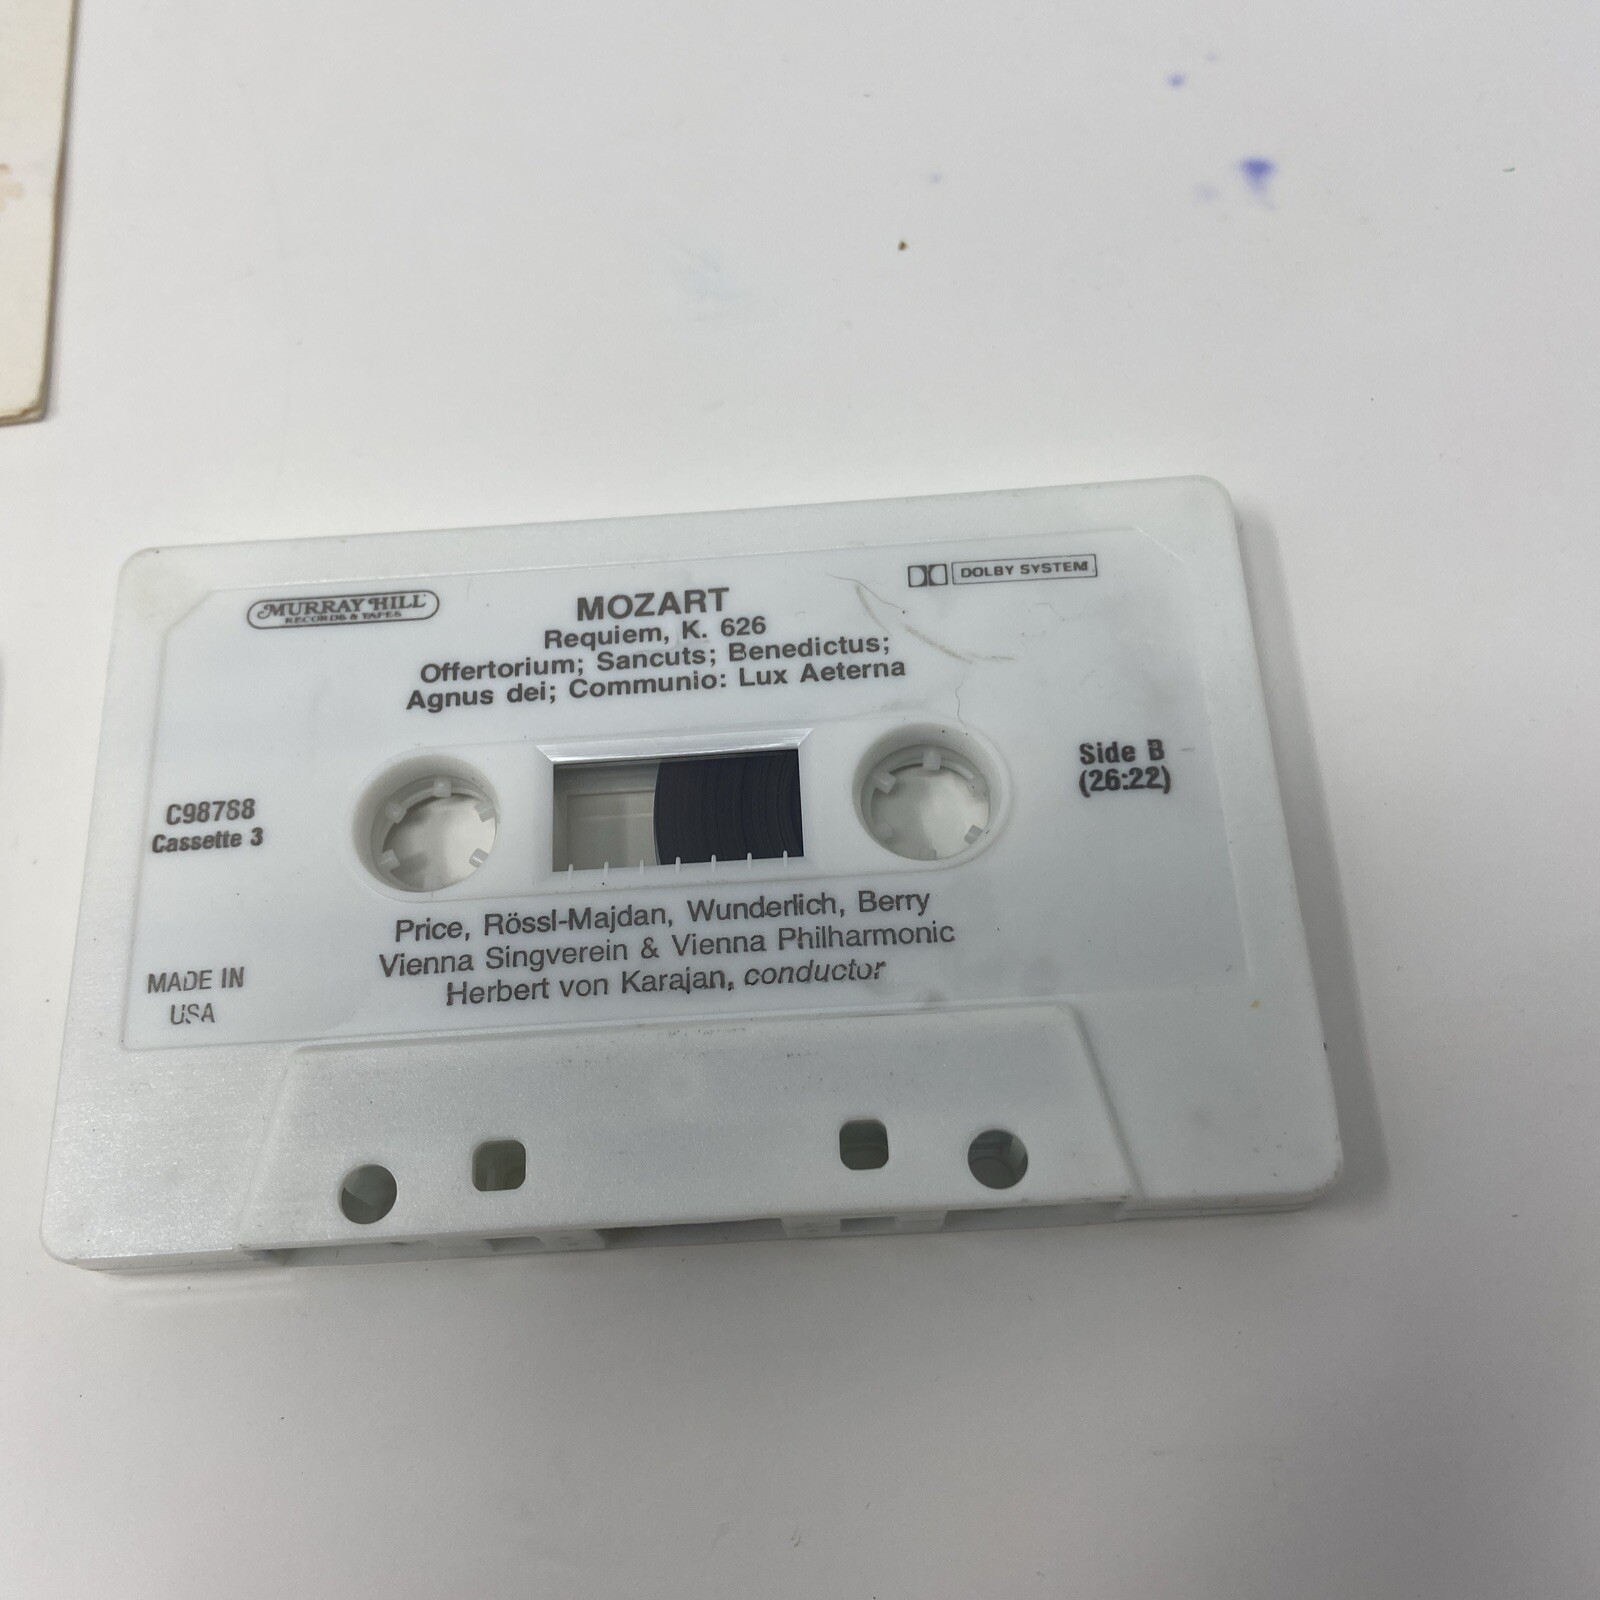 MURRAY HILL
RECORDS & TAPES
DOLBY SYSTEM
MOZART
Requiem, K. 626
Offertorium; Sancuts; Benedictus;
Agnus dei; Communio: Lux Aeterna
C98788
Cassette 3
Side B
(26:22)
Price, Rössl-Majdan, Wunderlich, Berry
Vienna Singverein & Vienna Philharmonic
Herbert von Karajan, conductor
MADE IN
USA